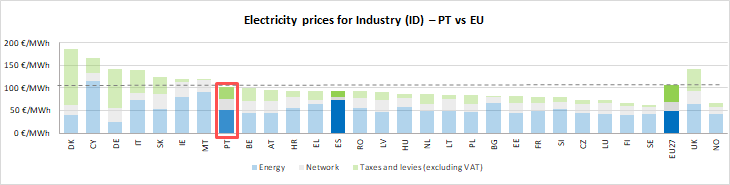 Electricity prices for Industry (ID) – PT vs EU
200 €/MWh
150 €/MWh
100 €/MWh
50 €/MWh
0 €/MWh
DK CY DE IT SK IE MT PT BE AT HR EL ES RO LV HU NL LT PL BG EE FR SI CZ LU FI SE EU27 UK NO
Energy Network Taxes and levies (excluding VAT)